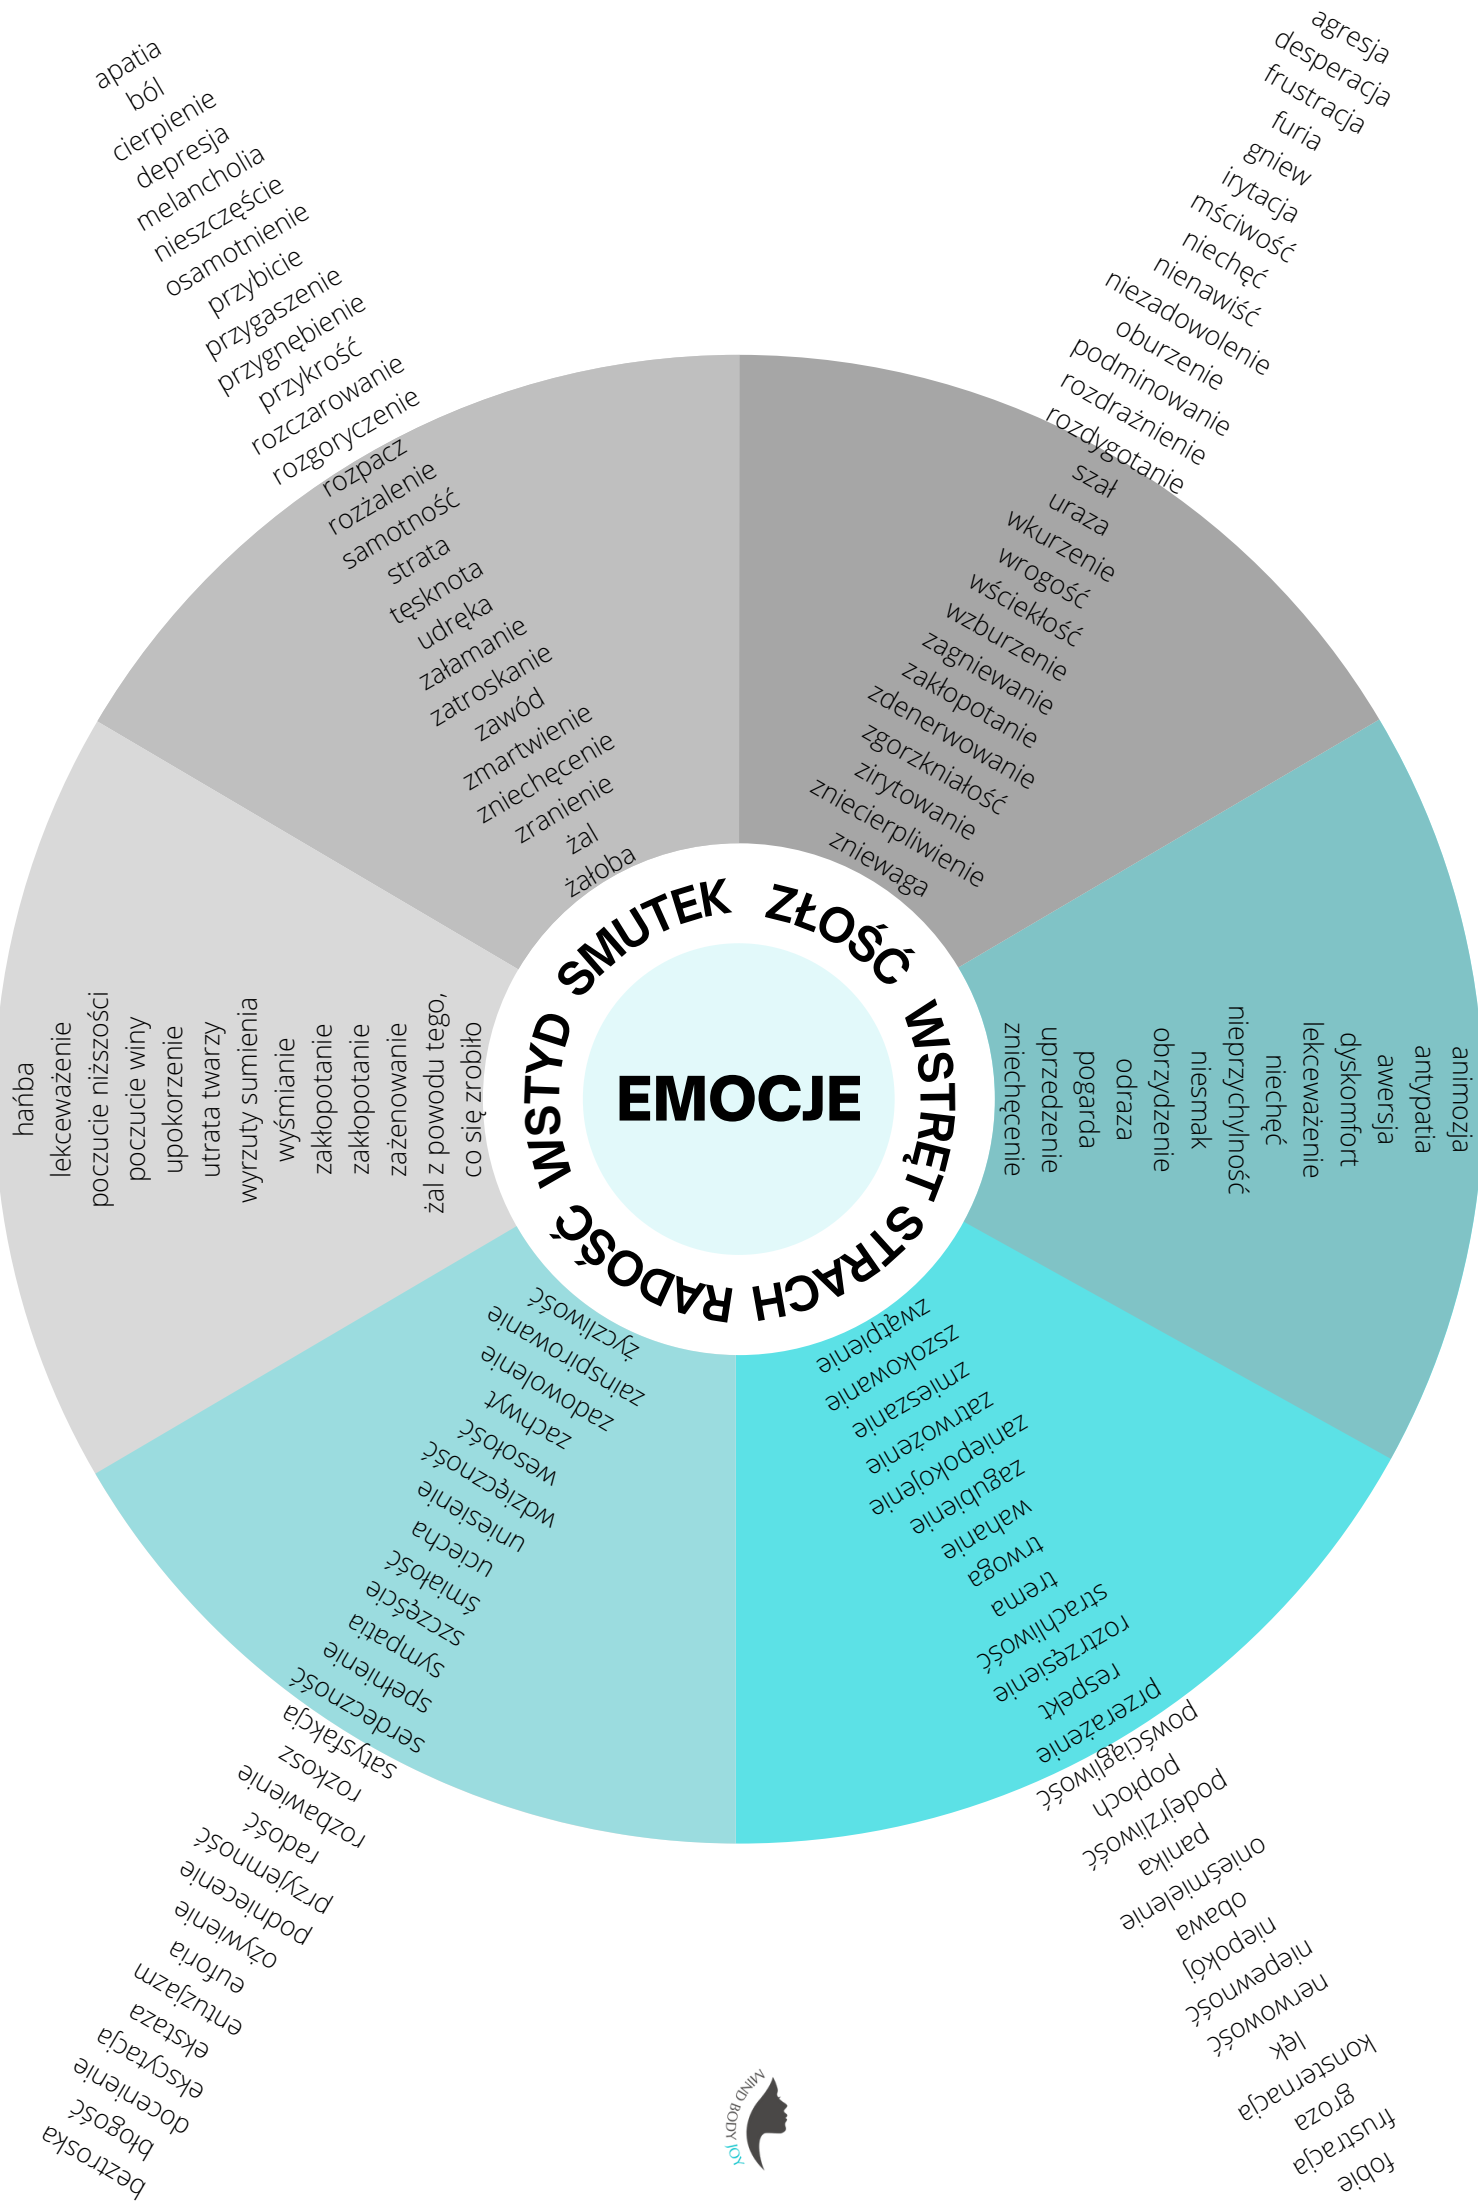 EMOCJE
SMUTEK
apatia
ból
cierpienie
depresja
melancholia
nieszczęście
osamotnienie
przybicie
przygaszenie
przygnębienie
przykrość
rozczarowanie
rozgoryczenie
rozpacz
rozżalenie
samotność
strata
tęsknota
udręka
załamanie
zatroskanie
zawód
zmartwienie
zniechęcenie
zranienie
żal
żałoba
ZŁOŚĆ
agresja
desperacja
frustracja
furia
gniew
irytacja
mściwość
niechęć
nienawiść
niezadowolenie
oburzenie
podminowanie
rozdrażnienie
rozdygotanie
szał
uraza
wkurzenie
wrogość
wściekłość
wzburzenie
zagniewanie
zakłopotanie
zdenerwowanie
zgorzkniałość
zirytowanie
zniecierpliwienie
zniewaga
WSTRĘT
animozja
antypatia
awersja
dyskomfort
lekceważenie
niechęć
nieprzychylność
niesmak
obrzydzenie
odraza
pogarda
uprzedzenie
zniechęcenie
STRACH
zwątpienie
zszokowanie
zmieszanie
zatrwożenie
zaniepokojenie
zagubienie
wahanie
trwoga
trema
strachliwość
roztrzęsienie
respekt
przerażenie
powściągliwość
popłoch
podejrzliwość
panika
onieśmielenie
obawa
niepokój
niepewność
nerwowość
lęk
konsternacja
groza
frustracja
fobie
RADOŚĆ
życzliwość
zainspirowanie
zadowolenie
zachwyt
wesołość
wdzięczność
uniesienie
uciecha
śmiałość
szczęście
sympatia
spełnienie
serdeczność
satysfakcja
rozkosz
rozbawienie
radość
przyjemność
podniecenie
ożywienie
euforia
entuzjazm
ekstaza
ekscytacja
docenienie
błogość
beztroska
WSTYD
hańba
lekceważenie
poczucie niższości
poczucie winy
upokorzenie
utrata twarzy
wyrzuty sumienia
wyśmianie
zakłopotanie
zakłopotanie
zażenowanie
żal z powodu tego,
co się zrobiło
MIND BODY JOY